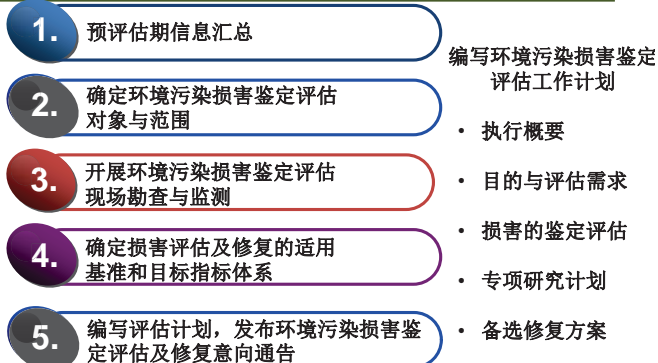 1.
预评估期信息汇总
2.
确定环境污染损害鉴定评估
对象与范围
3.
开展环境污染损害鉴定评估
现场勘查与监测
4.
确定损害评估及修复的适用
基准和目标指标体系
5.
编写评估计划，发布环境污染损害鉴
定评估及修复意向通告
编写环境污染损害鉴定
评估工作计划
• 执行概要
• 目的与评估需求
• 损害的鉴定评估
• 专项研究计划
• 备选修复方案